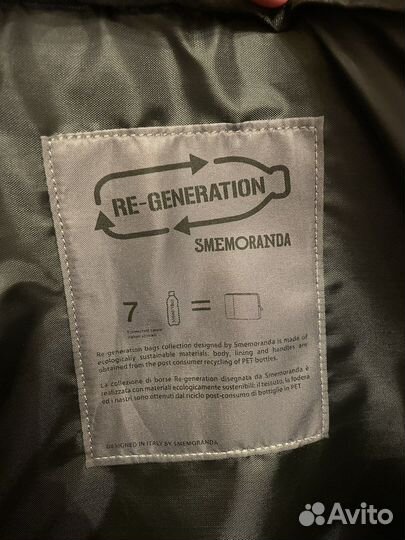 RE-GENERATION
SMEMORANDA
7 =
Re-generation bags collection designed by Smemoranda is made of
ecologically sustainable materials: body, lining and handles are
obtained from the post consumer recycling of PET bottles.
La collezione di borse Re-generation disegnata da Smemoranda è
realizzata con materiali ecologicamente sostenibili: il tessuto, la fodera
ed i nastri sono ottenuti dal riciclo post-consumo di bottiglie in PET
DESIGNED IN ITALY BY SMEMORANDA
Avito